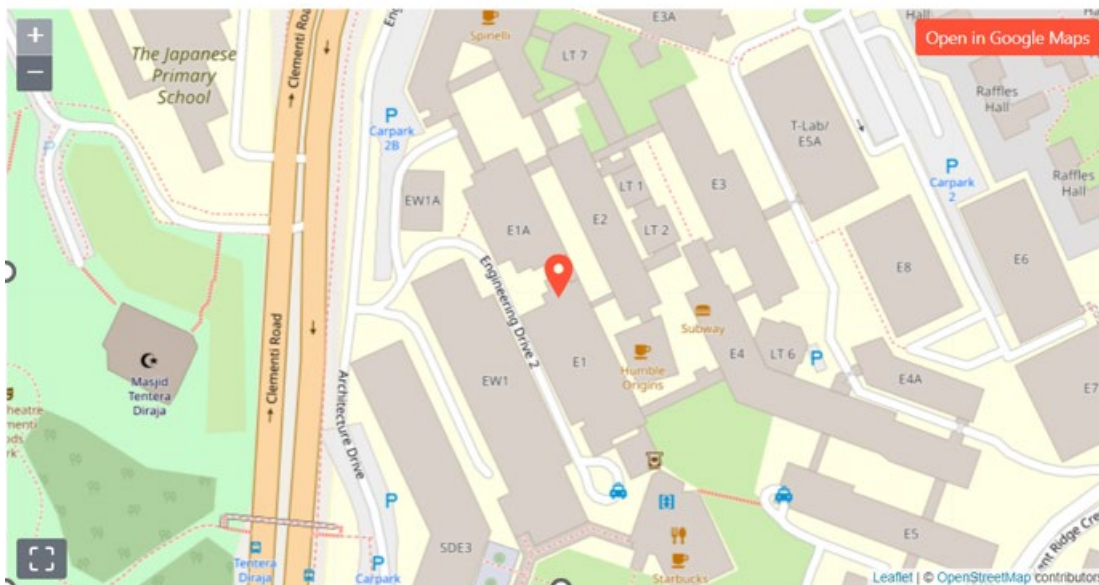 +
−
The Japanese
Primary
School
Clementi Road
Spinelli
E3A
LT 7
Hall
Open in Google Maps
Raffles
Hall
P
Carpark
2B
T-Lab/
E5A
P
Carpark
2
Raffles
Hall
EW1A
E1A
E2
LT 1
LT 2
E3
E8
E6
Engineering Drive 2
Clementi Road
Masjid
Tentera
Diraja
Architecture Drive
EW1
E1
Humble
Origins
Subway
E4
LT 6
P
E4A
E7
P
SDE3
E5
Tentera
Diraja
P
Carpark
Starbucks
Leaflet | © OpenStreetMap contributors